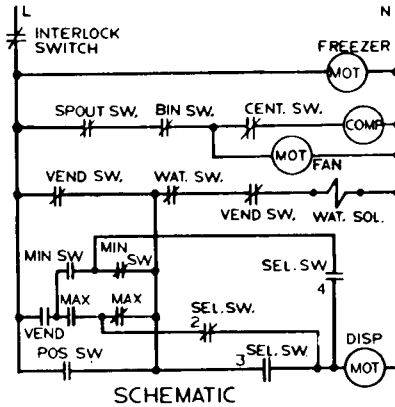 L
N
INTERLOCK
SWITCH
FREEZER
MOT
SPOUT SW.
BIN SW.
CENT. SW.
COMP
MOT
FAN
VEND SW.
WAT. SW.
VEND SW.
WAT. SOL.
MIN SW
MIN
SW
SEL. SW
4
MAX
MAX
SEL. SW.
2
VEND
POS SW
3
SEL. SW.
DISP
MOT
SCHEMATIC